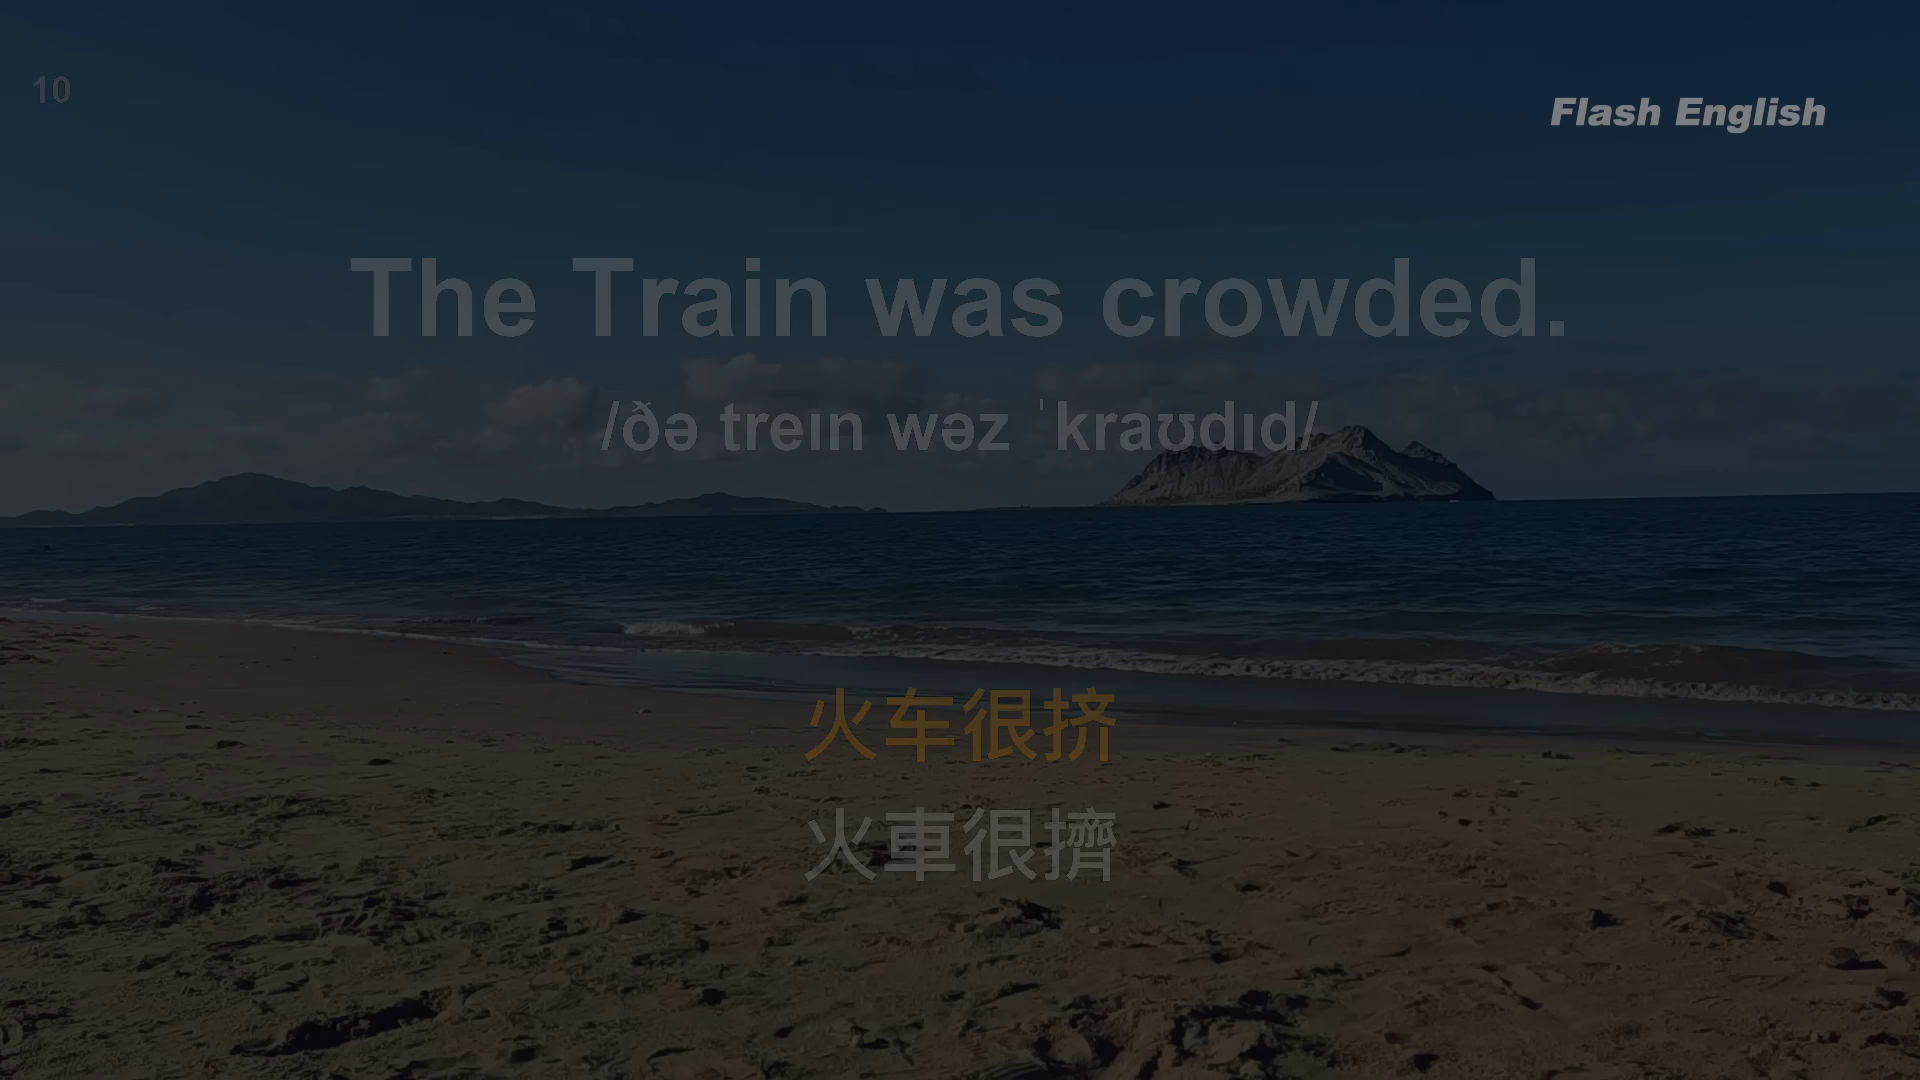 10
Flash English
The Train was crowded.
/ðə treɪn wəz ˈkraʊdɪd/
火车很挤
火車很擠